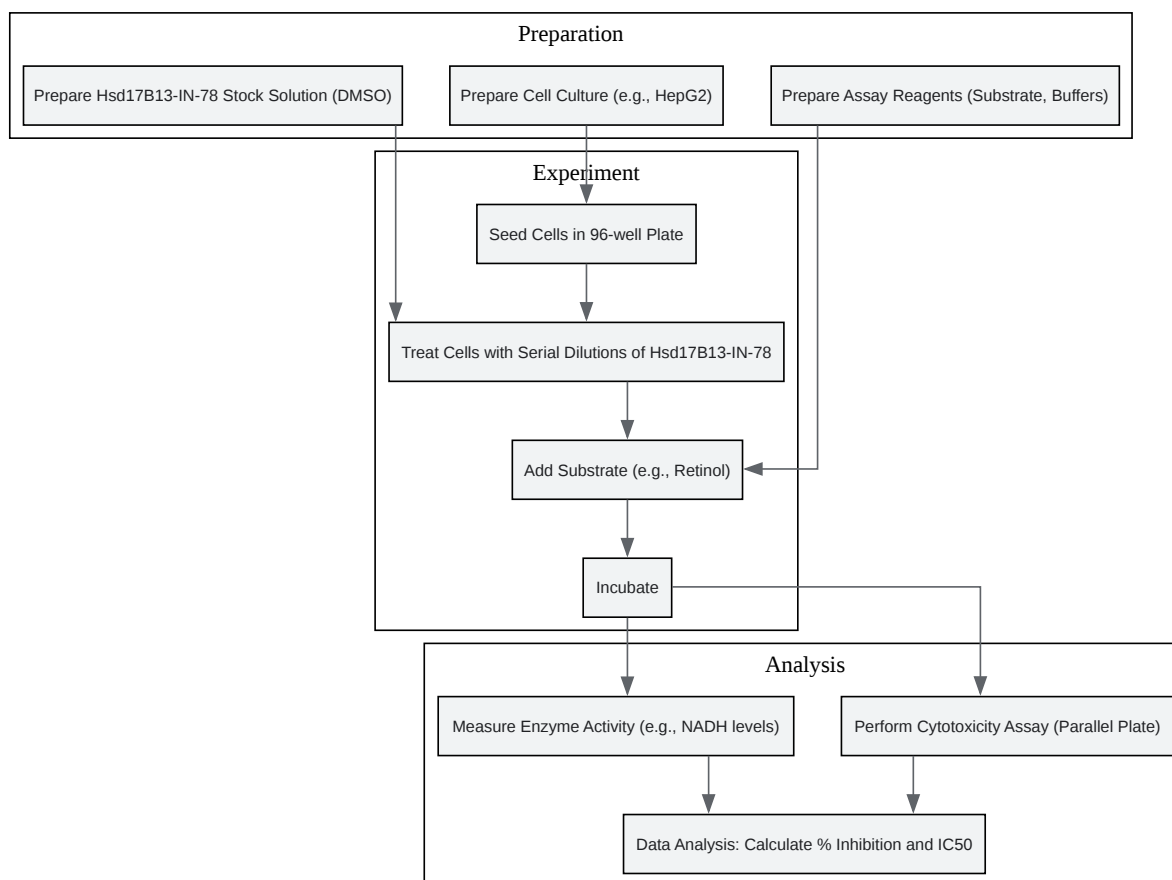 Preparation
Prepare Hsd17B13-IN-78 Stock Solution (DMSO)
Prepare Cell Culture (e.g., HepG2)
Prepare Assay Reagents (Substrate, Buffers)
Experiment
Seed Cells in 96-well Plate
Treat Cells with Serial Dilutions of Hsd17B13-IN-78
Add Substrate (e.g., Retinol)
Incubate
Analysis
Measure Enzyme Activity (e.g., NADH levels)
Perform Cytotoxicity Assay (Parallel Plate)
Data Analysis: Calculate % Inhibition and IC50